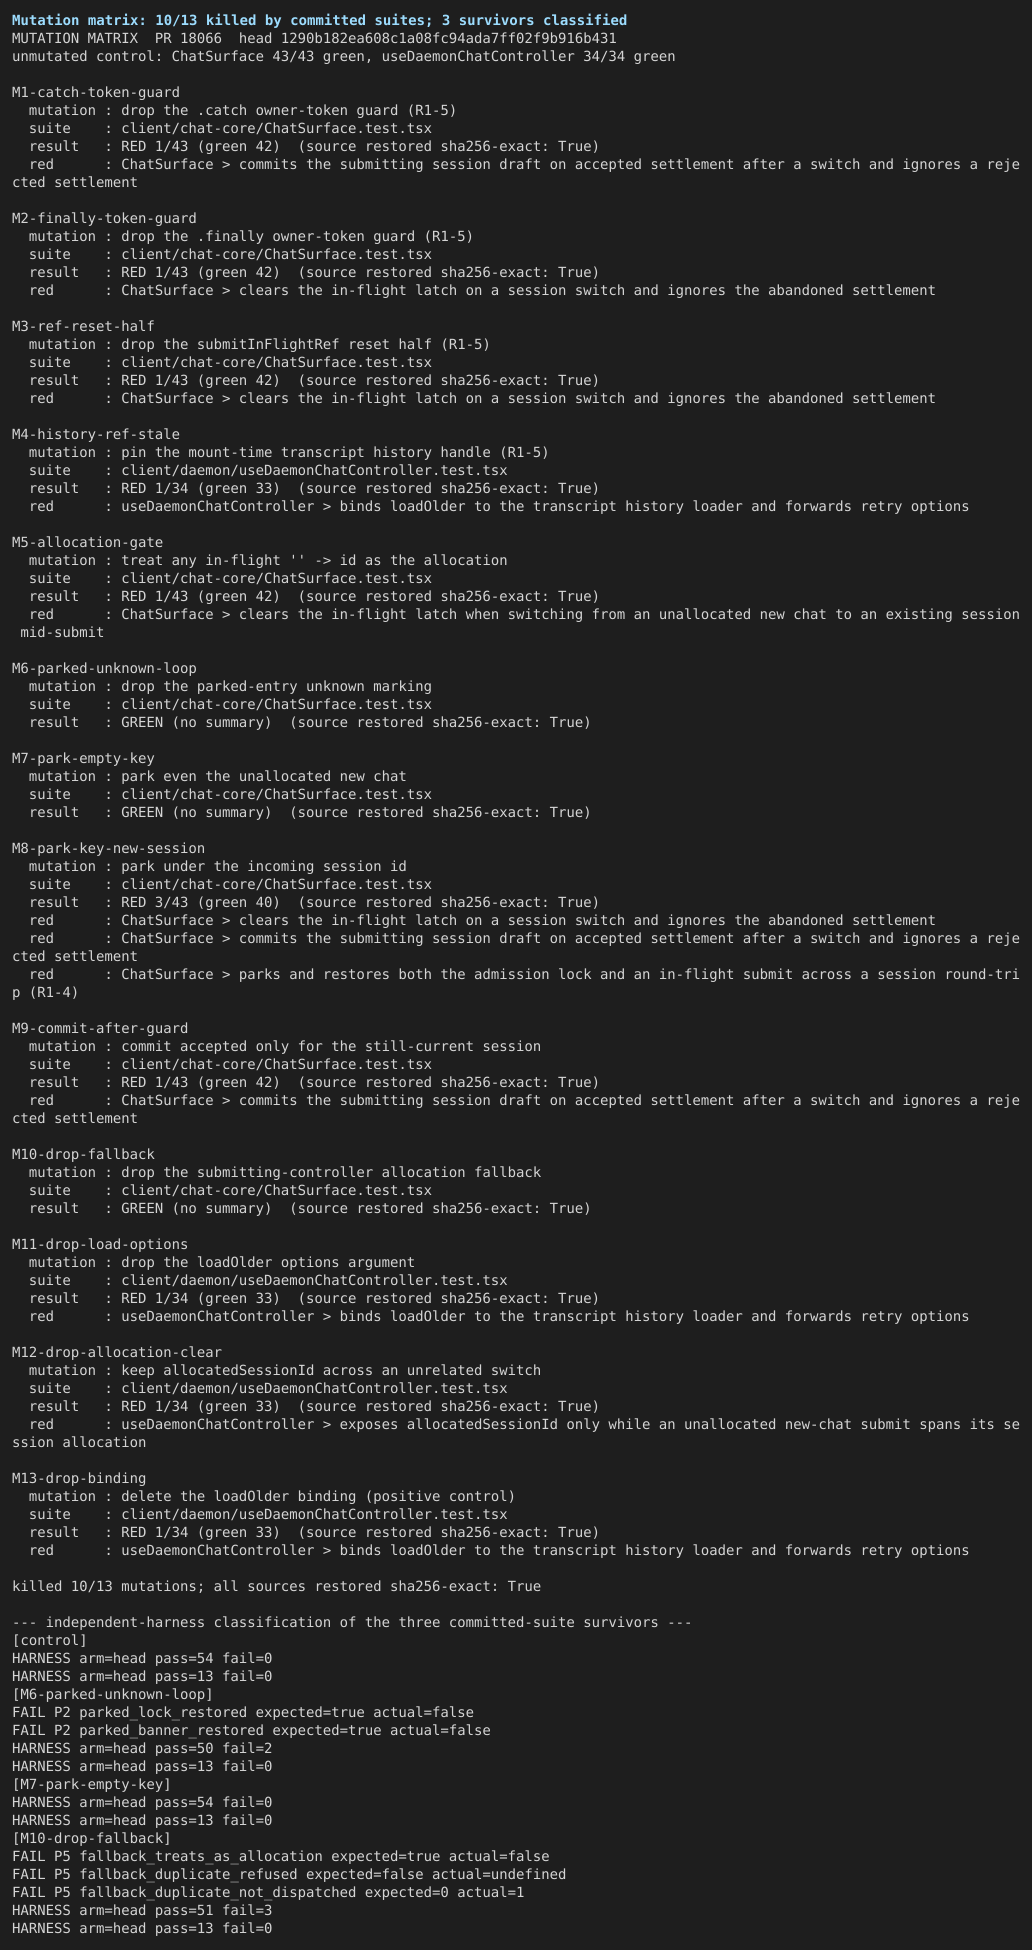 Mutation matrix: 10/13 killed by committed suites; 3 survivors classified
MUTATION MATRIX  PR 18066  head 1290b182ea608c1a08fc94ada7ff02f9b916b431
unmutated control: ChatSurface 43/43 green, useDaemonChatController 34/34 green

M1-catch-token-guard
  mutation : drop the .catch owner-token guard (R1-5)
  suite    : client/chat-core/ChatSurface.test.tsx
  result   : RED 1/43 (green 42)  (source restored sha256-exact: True)
  red      : ChatSurface > commits the submitting session draft on accepted settlement after a switch and ignores a reje
cted settlement

M2-finally-token-guard
  mutation : drop the .finally owner-token guard (R1-5)
  suite    : client/chat-core/ChatSurface.test.tsx
  result   : RED 1/43 (green 42)  (source restored sha256-exact: True)
  red      : ChatSurface > clears the in-flight latch on a session switch and ignores the abandoned settlement

M3-ref-reset-half
  mutation : drop the submitInFlightRef reset half (R1-5)
  suite    : client/chat-core/ChatSurface.test.tsx
  result   : RED 1/43 (green 42)  (source restored sha256-exact: True)
  red      : ChatSurface > clears the in-flight latch on a session switch and ignores the abandoned settlement

M4-history-ref-stale
  mutation : pin the mount-time transcript history handle (R1-5)
  suite    : client/daemon/useDaemonChatController.test.tsx
  result   : RED 1/34 (green 33)  (source restored sha256-exact: True)
  red      : useDaemonChatController > binds loadOlder to the transcript history loader and forwards retry options

M5-allocation-gate
  mutation : treat any in-flight '' -> id as the allocation
  suite    : client/chat-core/ChatSurface.test.tsx
  result   : RED 1/43 (green 42)  (source restored sha256-exact: True)
  red      : ChatSurface > clears the in-flight latch when switching from an unallocated new chat to an existing session
 mid-submit

M6-parked-unknown-loop
  mutation : drop the parked-entry unknown marking
  suite    : client/chat-core/ChatSurface.test.tsx
  result   : GREEN (no summary)  (source restored sha256-exact: True)

M7-park-empty-key
  mutation : park even the unallocated new chat
  suite    : client/chat-core/ChatSurface.test.tsx
  result   : GREEN (no summary)  (source restored sha256-exact: True)

M8-park-key-new-session
  mutation : park under the incoming session id
  suite    : client/chat-core/ChatSurface.test.tsx
  result   : RED 3/43 (green 40)  (source restored sha256-exact: True)
  red      : ChatSurface > clears the in-flight latch on a session switch and ignores the abandoned settlement
  red      : ChatSurface > commits the submitting session draft on accepted settlement after a switch and ignores a reje
cted settlement
  red      : ChatSurface > parks and restores both the admission lock and an in-flight submit across a session round-tri
p (R1-4)

M9-commit-after-guard
  mutation : commit accepted only for the still-current session
  suite    : client/chat-core/ChatSurface.test.tsx
  result   : RED 1/43 (green 42)  (source restored sha256-exact: True)
  red      : ChatSurface > commits the submitting session draft on accepted settlement after a switch and ignores a reje
cted settlement

M10-drop-fallback
  mutation : drop the submitting-controller allocation fallback
  suite    : client/chat-core/ChatSurface.test.tsx
  result   : GREEN (no summary)  (source restored sha256-exact: True)

M11-drop-load-options
  mutation : drop the loadOlder options argument
  suite    : client/daemon/useDaemonChatController.test.tsx
  result   : RED 1/34 (green 33)  (source restored sha256-exact: True)
  red      : useDaemonChatController > binds loadOlder to the transcript history loader and forwards retry options

M12-drop-allocation-clear
  mutation : keep allocatedSessionId across an unrelated switch
  suite    : client/daemon/useDaemonChatController.test.tsx
  result   : RED 1/34 (green 33)  (source restored sha256-exact: True)
  red      : useDaemonChatController > exposes allocatedSessionId only while an unallocated new-chat submit spans its se
ssion allocation

M13-drop-binding
  mutation : delete the loadOlder binding (positive control)
  suite    : client/daemon/useDaemonChatController.test.tsx
  result   : RED 1/34 (green 33)  (source restored sha256-exact: True)
  red      : useDaemonChatController > binds loadOlder to the transcript history loader and forwards retry options

killed 10/13 mutations; all sources restored sha256-exact: True

--- independent-harness classification of the three committed-suite survivors ---
[control]
HARNESS arm=head pass=54 fail=0
HARNESS arm=head pass=13 fail=0
[M6-parked-unknown-loop]
FAIL P2 parked_lock_restored expected=true actual=false
FAIL P2 parked_banner_restored expected=true actual=false
HARNESS arm=head pass=50 fail=2
HARNESS arm=head pass=13 fail=0
[M7-park-empty-key]
HARNESS arm=head pass=54 fail=0
HARNESS arm=head pass=13 fail=0
[M10-drop-fallback]
FAIL P5 fallback_treats_as_allocation expected=true actual=false
FAIL P5 fallback_duplicate_refused expected=false actual=undefined
FAIL P5 fallback_duplicate_not_dispatched expected=0 actual=1
HARNESS arm=head pass=51 fail=3
HARNESS arm=head pass=13 fail=0